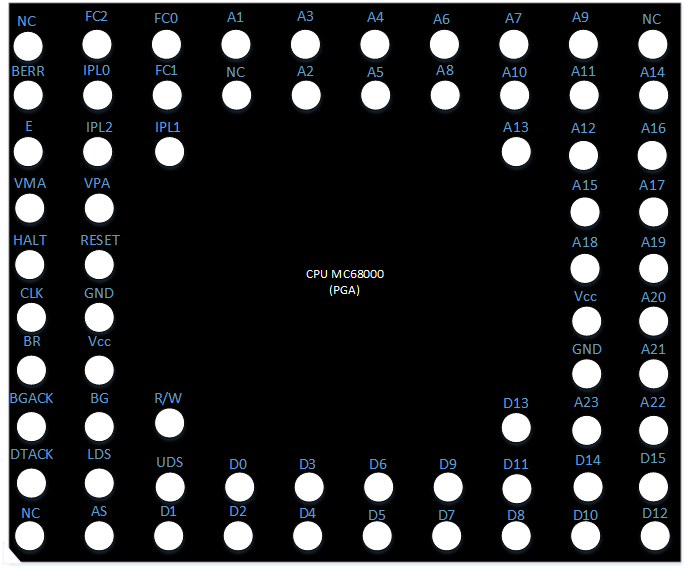 NC FC2 FC0 A1 A3 A4 A6 A7 A9 NC
BERR IPL0 FC1 NC A2 A5 A8 A10 A11 A14
E IPL2 IPL1 A13 A12 A16
VMA VPA A15 A17
HALT RESET A18 A19
CPU MC68000
(PGA)
CLK GND Vcc A20
BR Vcc GND A21
BGACK BG R/W D13 A23 A22
DTACK LDS UDS D0 D3 D6 D9 D11 D14 D15
NC AS D1 D2 D4 D5 D7 D8 D10 D12